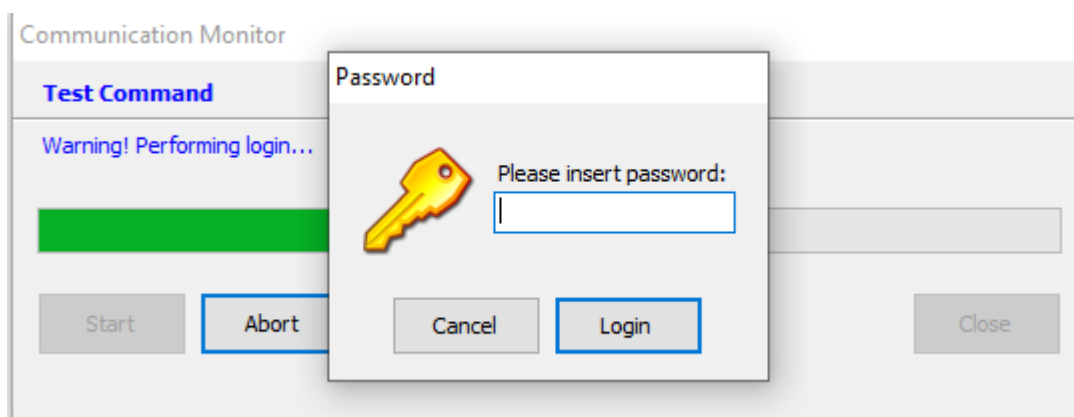 Communication Monitor
Test Command
Warning! Performing login...
Password
Please insert password:
Start
Abort
Cancel
Login
Close